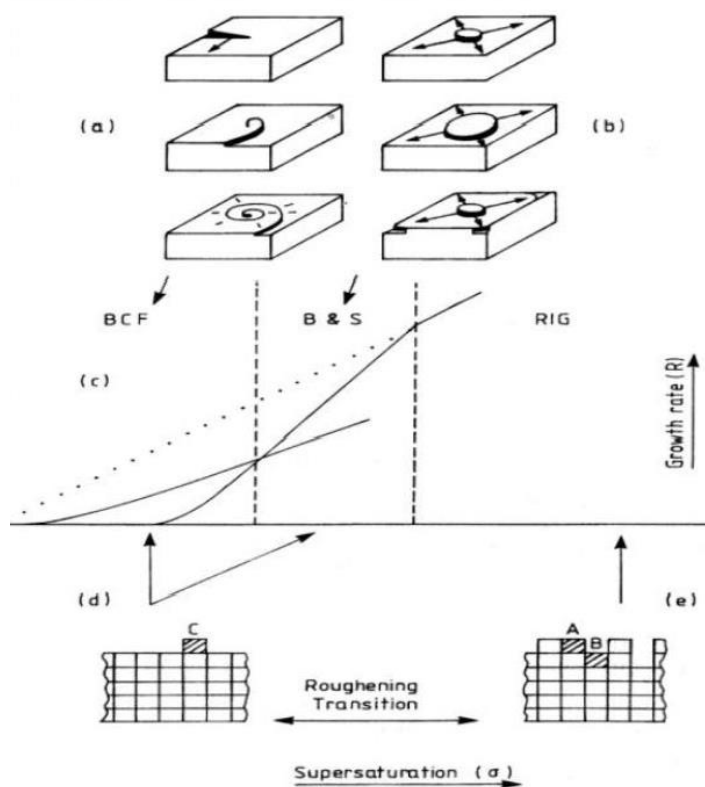 (a)
(b)
BCF
B & S
RIG
(c)
Growth rate (R)
(d)
(e)
C
A
B
Roughening
Transition
Supersaturation (σ)